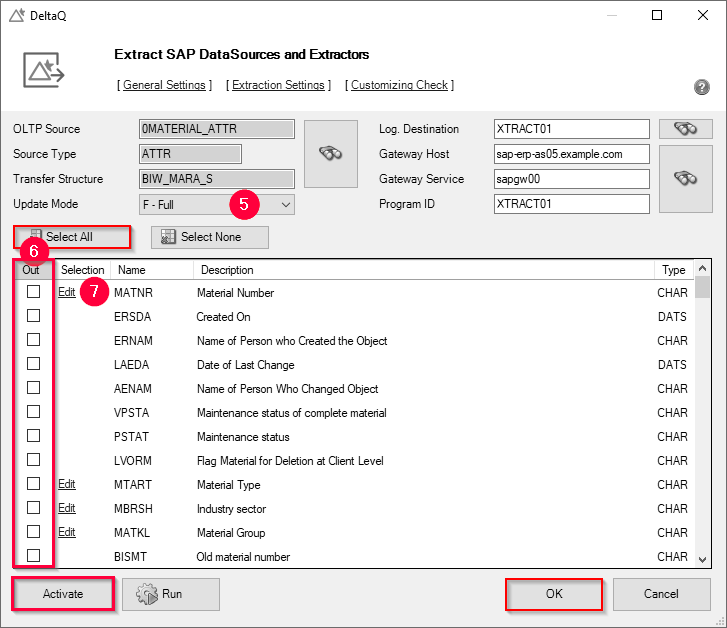 DeltaQ
Extract SAP DataSources and Extractors
[ General Settings ] [ Extraction Settings ] [ Customizing Check ]
?
OLTP Source 0MATERIAL_ATTR
Source Type ATTR
Transfer Structure BIW_MARA_S
Update Mode F - Full 5
Log. Destination XTRACT01
Gateway Host sap-erp-as05.example.com
Gateway Service sapgw00
Program ID XTRACT01
Select All Select None
6
Out Selection Name Description Type
Edit 7 MATNR Material Number CHAR
ERSDA Created On DATS
ERNAM Name of Person who Created the Object CHAR
LAEDA Date of Last Change DATS
AENAM Name of Person Who Changed Object CHAR
VPSTA Maintenance status of complete material CHAR
PSTAT Maintenance status CHAR
LVORM Flag Material for Deletion at Client Level CHAR
Edit MTART Material Type CHAR
Edit MBRSH Industry sector CHAR
Edit MATKL Material Group CHAR
BISMT Old material number CHAR
Activate Run OK Cancel